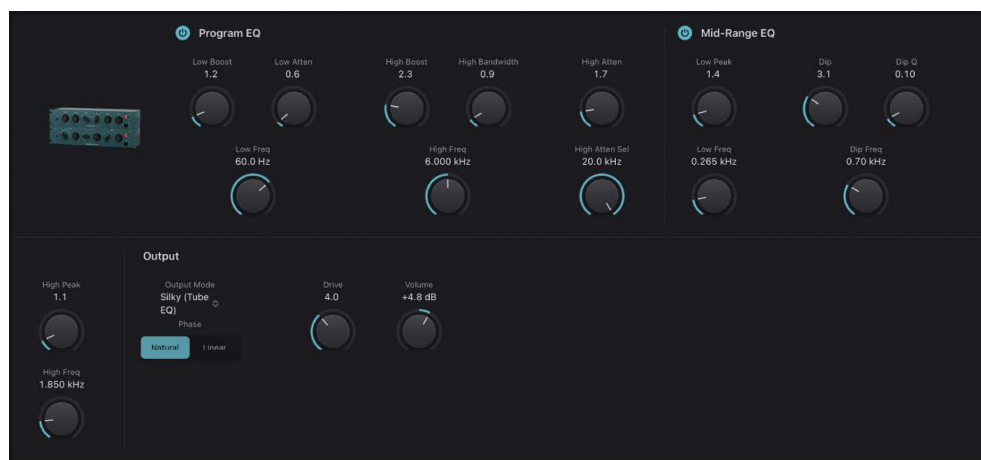 Program EQ
Mid-Range EQ
Low Boost
1.2
Low Atten
0.6
High Boost
2.3
High Bandwidth
0.9
High Atten
1.7
Low Peak
1.4
Dip
3.1
Dip Q
0.10
Low Freq
60.0 Hz
High Freq
6.000 kHz
High Atten Sel
20.0 kHz
Low Freq
0.265 kHz
Dip Freq
0.70 kHz
Output
High Peak
1.1
Output Mode
Silky (Tube
EQ)
Phase
Natural
Linear
Drive
4.0
Volume
+4.8 dB
High Freq
1.850 kHz